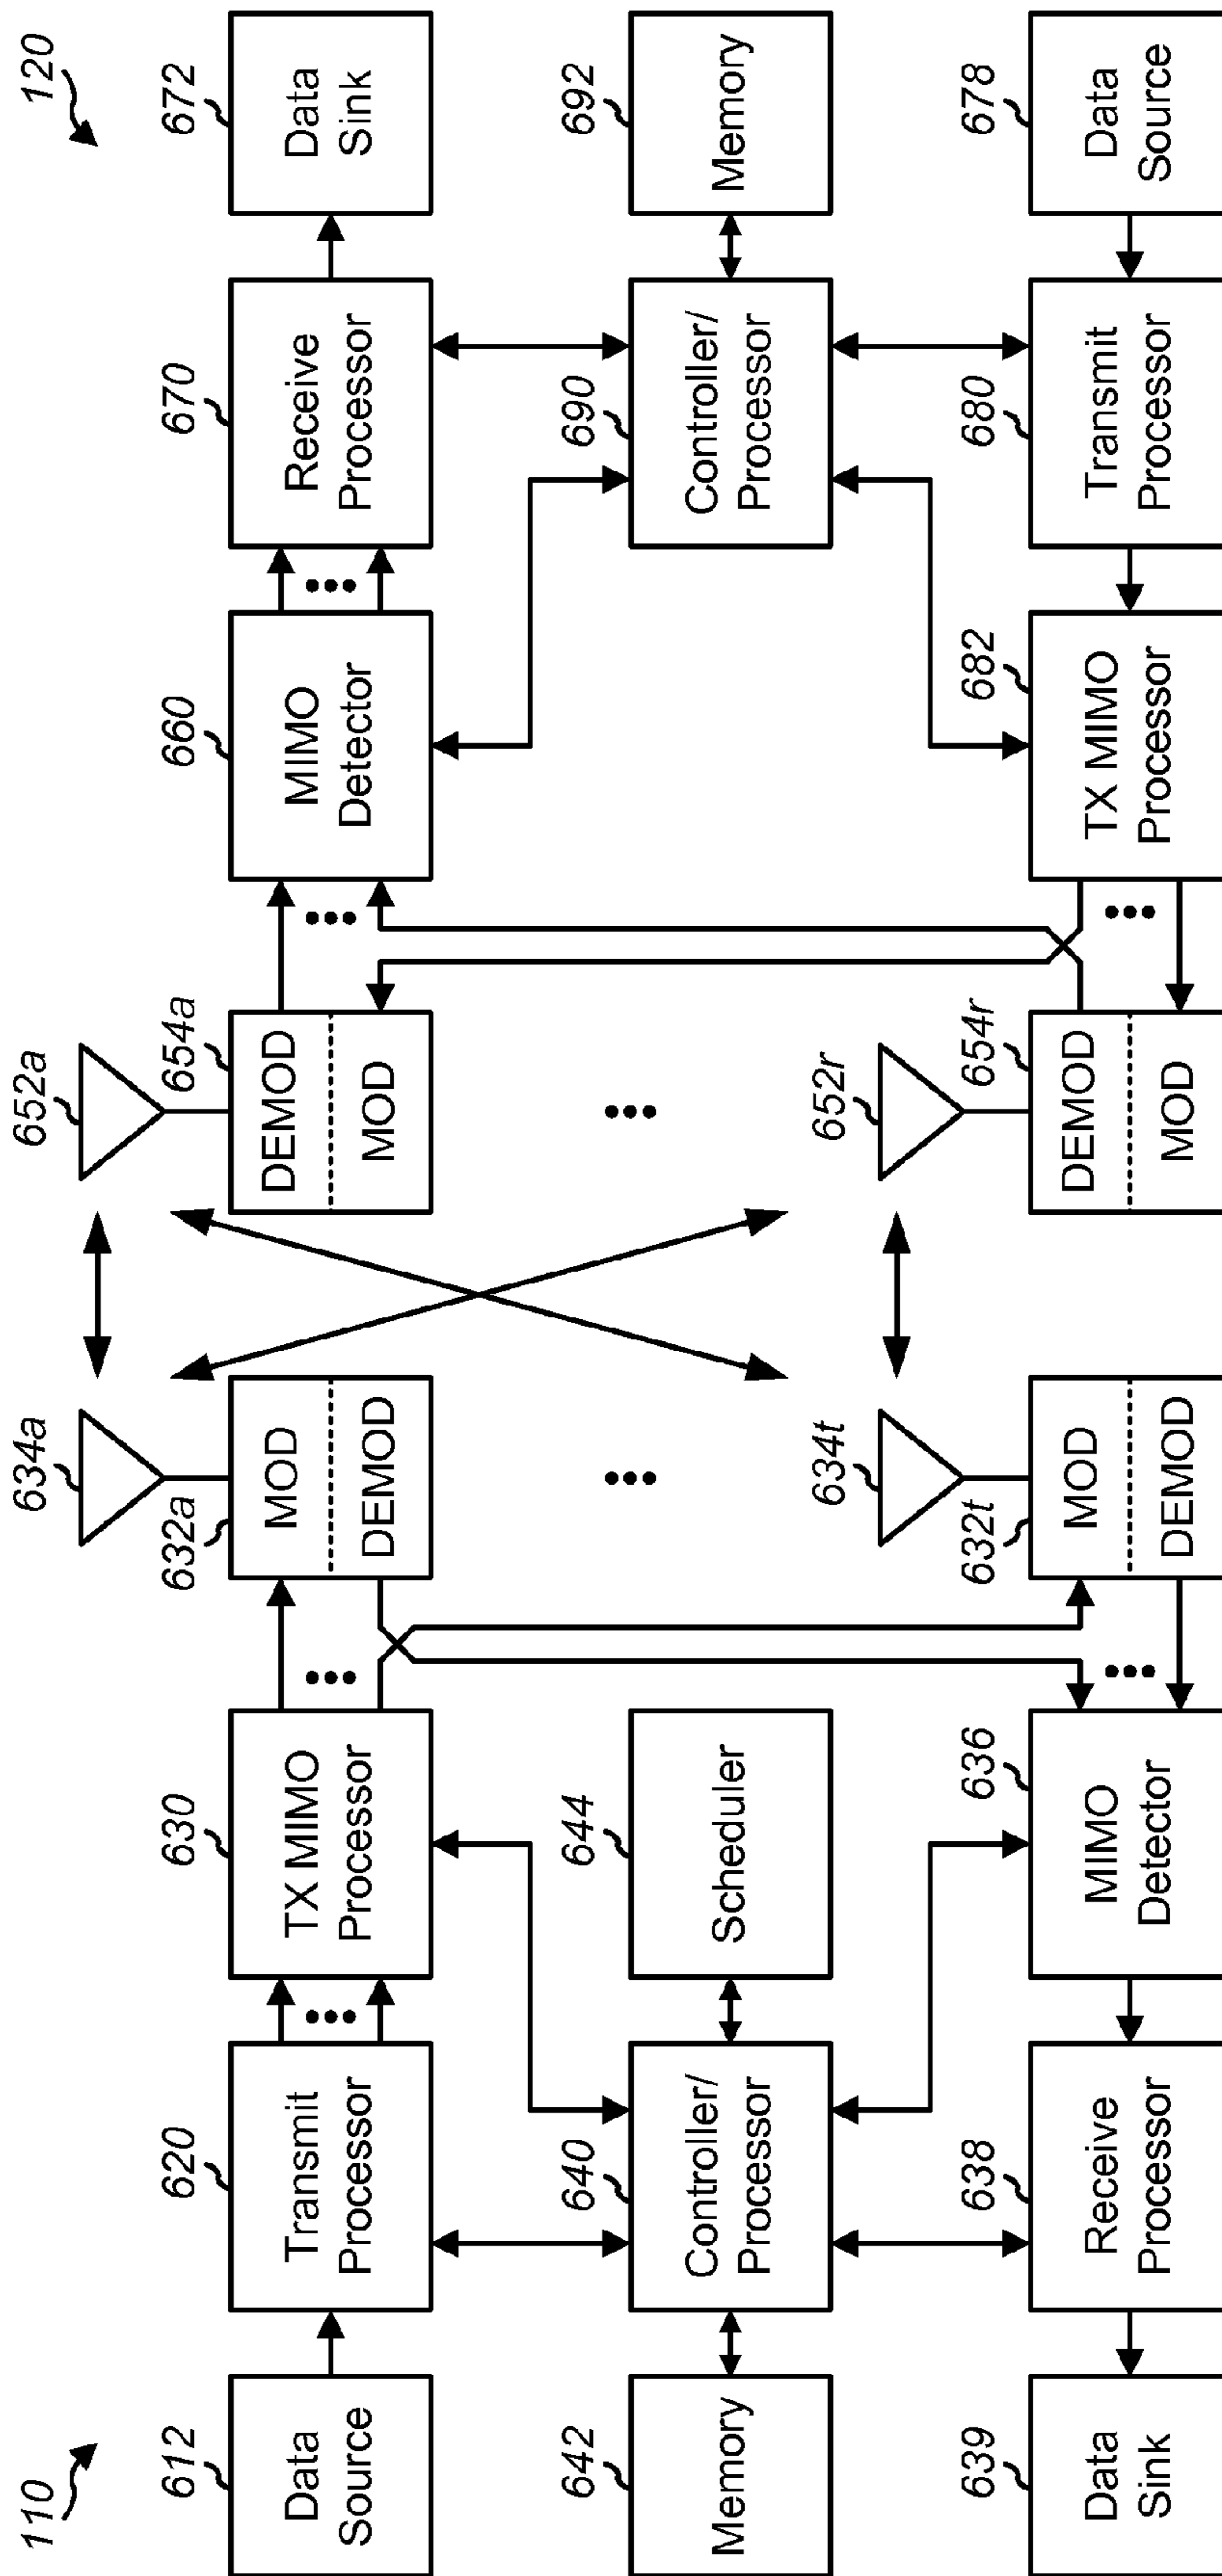 110
120
612
Data
Source
620
Transmit
Processor
630
TX MIMO
Processor
632a
MOD
DEMOD
634a
652a
654a
DEMOD
MOD
660
MIMO
Detector
670
Receive
Processor
672
Data
Sink
642
Memory
640
Controller/
Processor
644
Scheduler
690
Controller/
Processor
692
Memory
639
Data
Sink
638
Receive
Processor
636
MIMO
Detector
632t
MOD
DEMOD
634t
652r
654r
DEMOD
MOD
682
TX MIMO
Processor
680
Transmit
Processor
678
Data
Source